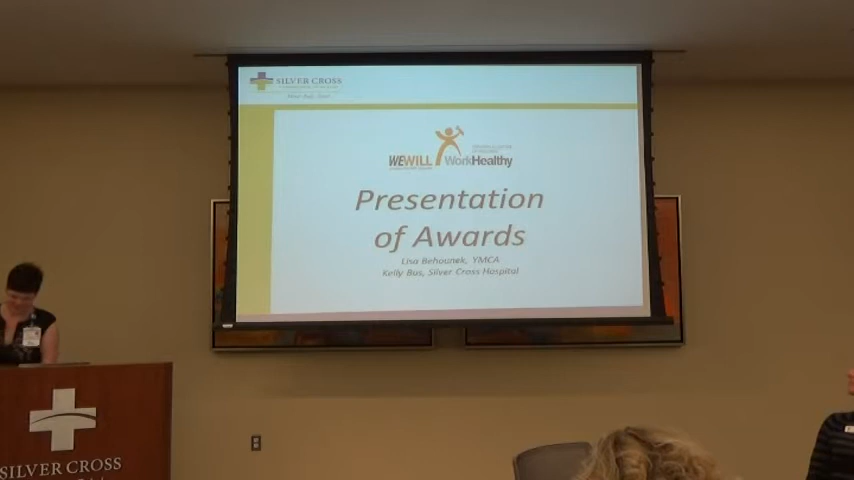 SILVER CROSS
WEWILL WorkHealthy
Presentation
of Awards
Lisa Behounek, YMCA
Kelly Bus, Silver Cross Hospital
SILVER CROSS